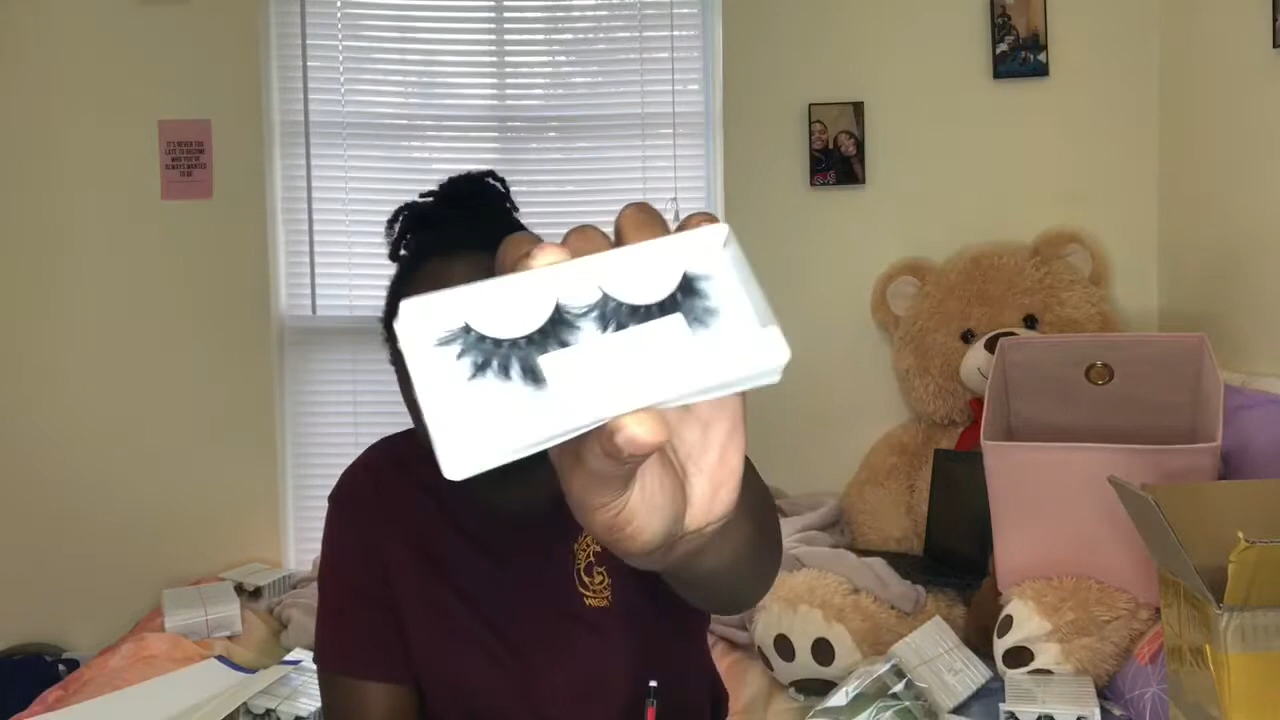 IT'S NEVER TOO
LATE TO BECOME
WHO YOU'VE
ALWAYS WANTED
TO BE
HIGH